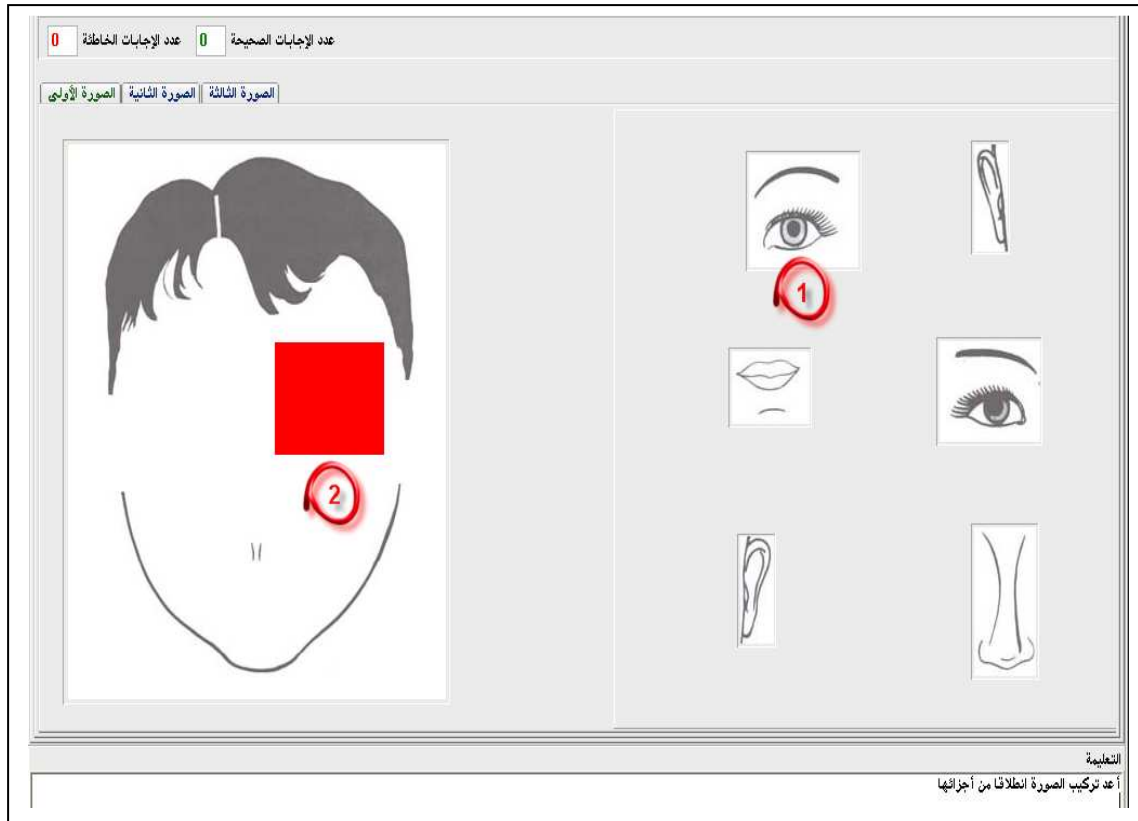 عدد الإجابات الصحيحة 0 عدد الإجابات الخاطئة 0
الصورة الثالثة الصورة الثانية الصورة الأولى
1
2
التعليمة
أعد تركيب الصورة انطلاقا من أجزائها